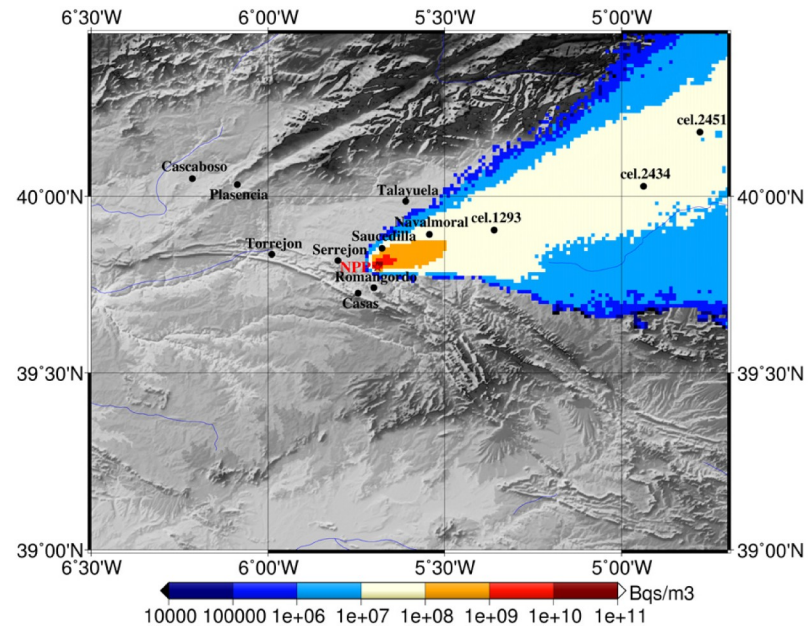 6˚30'W 6˚00'W 5˚30'W 5˚00'W
cel.2451
cel.2434
Cascaboso
Plasencia
40˚00'N 40˚00'N
Talayuela
Navalmoral cel.1293
Saucedilla
Torrejon
Serrejon
NPP
Romangordo
Casas
39˚30'N 39˚30'N
39˚00'N 39˚00'N
6˚30'W 6˚00'W 5˚30'W 5˚00'W
Bqs/m3
10000 100000 1e+06 1e+07 1e+08 1e+09 1e+10 1e+11